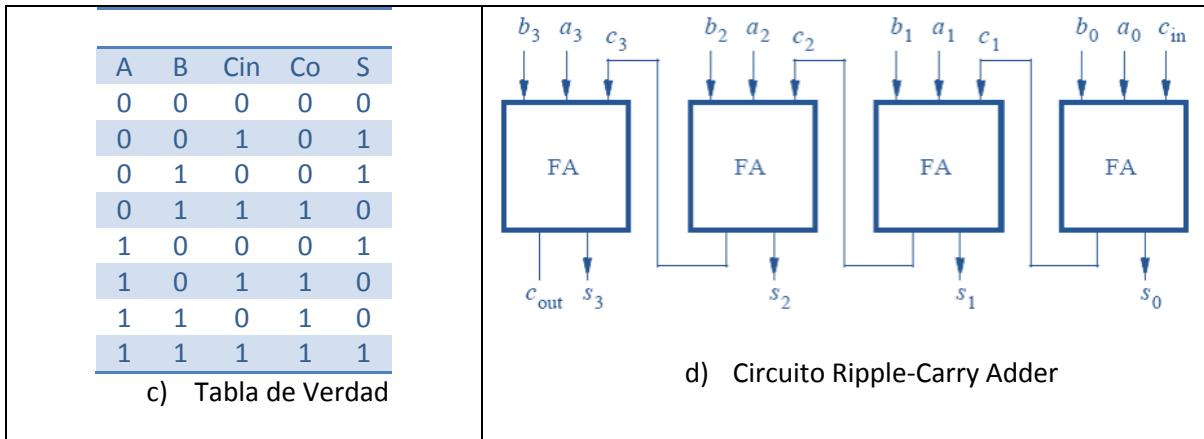 A B Cin Co S
0 0 0 0 0
0 0 1 0 1
0 1 0 0 1
0 1 1 1 0
1 0 0 0 1
1 0 1 1 0
1 1 0 1 0
1 1 1 1 1
c) Tabla de Verdad
b3 a3 c3 b2 a2 c2 b1 a1 c1 b0 a0 cin
FA FA FA FA
cout s3 s2 s1 s0
d) Circuito Ripple-Carry Adder